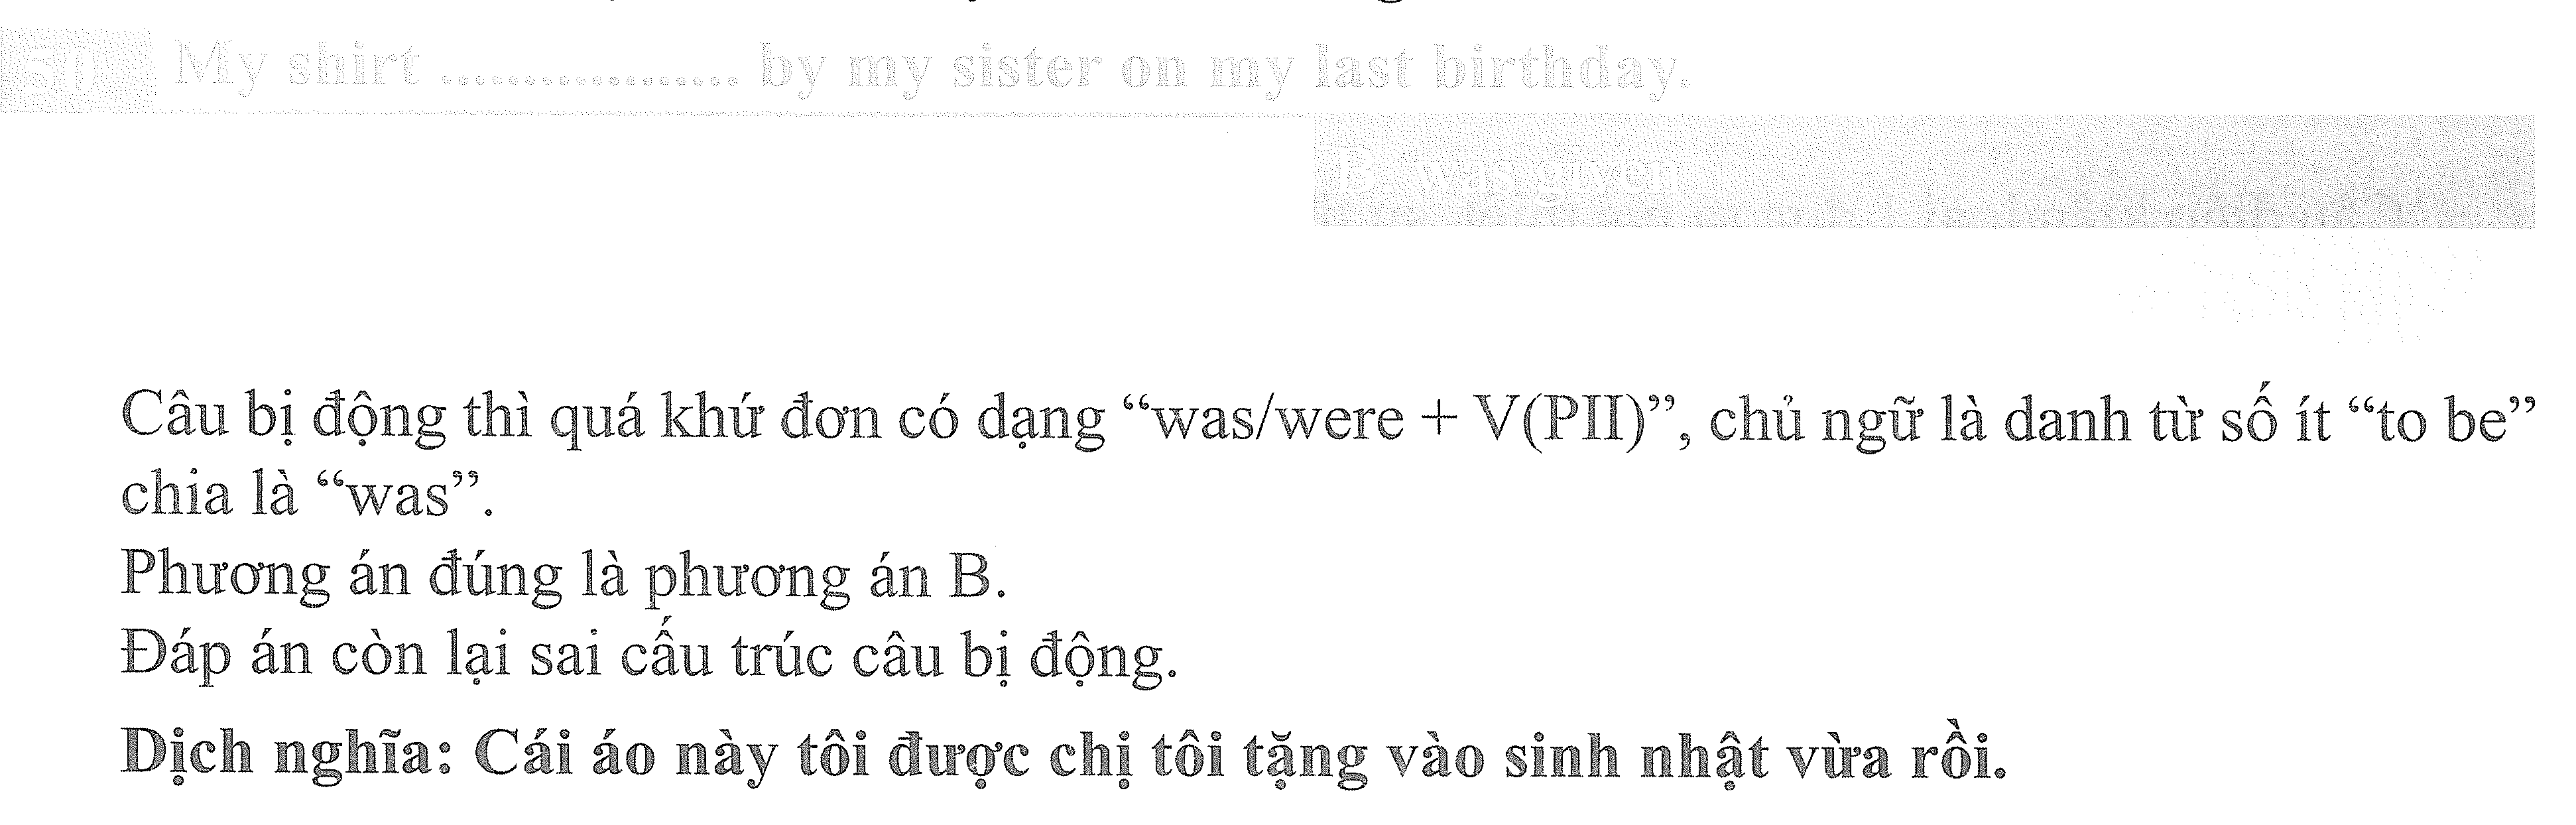 50 My shirt .................. by my sister on my last birthday.
B. was given
Câu bị động thì quá khứ đơn có dạng “was/were + V(PII)”, chủ ngữ là danh từ số ít “to be”
chia là “was”.
Phương án đúng là phương án B.
Đáp án còn lại sai cấu trúc câu bị động.
Dịch nghĩa: Cái áo này tôi được chị tôi tặng vào sinh nhật vừa rồi.